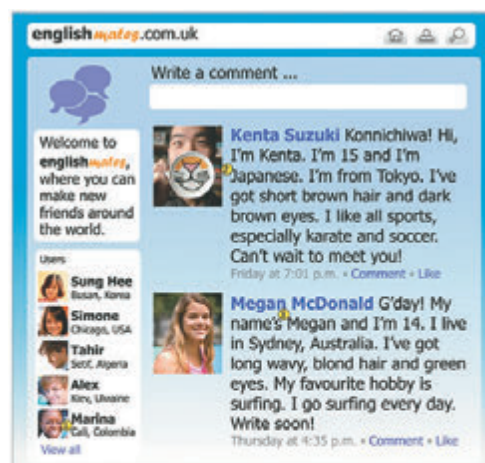 englishmates.com.uk
Write a comment ...
Welcome to
englishmates,
where you can
make new
friends around
the world.
Users
Sung Hee
Busan, Korea
Simone
Chicago, USA
Tahir
Setif, Algeria
Alex
Kiev, Ukraine
Marina
Cali, Colombia
View all
Kenta Suzuki Konnichiwa! Hi,
I'm Kenta. I'm 15 and I'm
Japanese. I'm from Tokyo. I've
got short brown hair and dark
brown eyes. I like all sports,
especially karate and soccer.
Can't wait to meet you!
Friday at 7:01 p.m. • Comment • Like
Megan McDonald G'day! My
name's Megan and I'm 14. I live
in Sydney, Australia. I've got
long wavy, blond hair and green
eyes. My favourite hobby is
surfing. I go surfing every day.
Write soon!
Thursday at 4:35 p.m. • Comment • Like